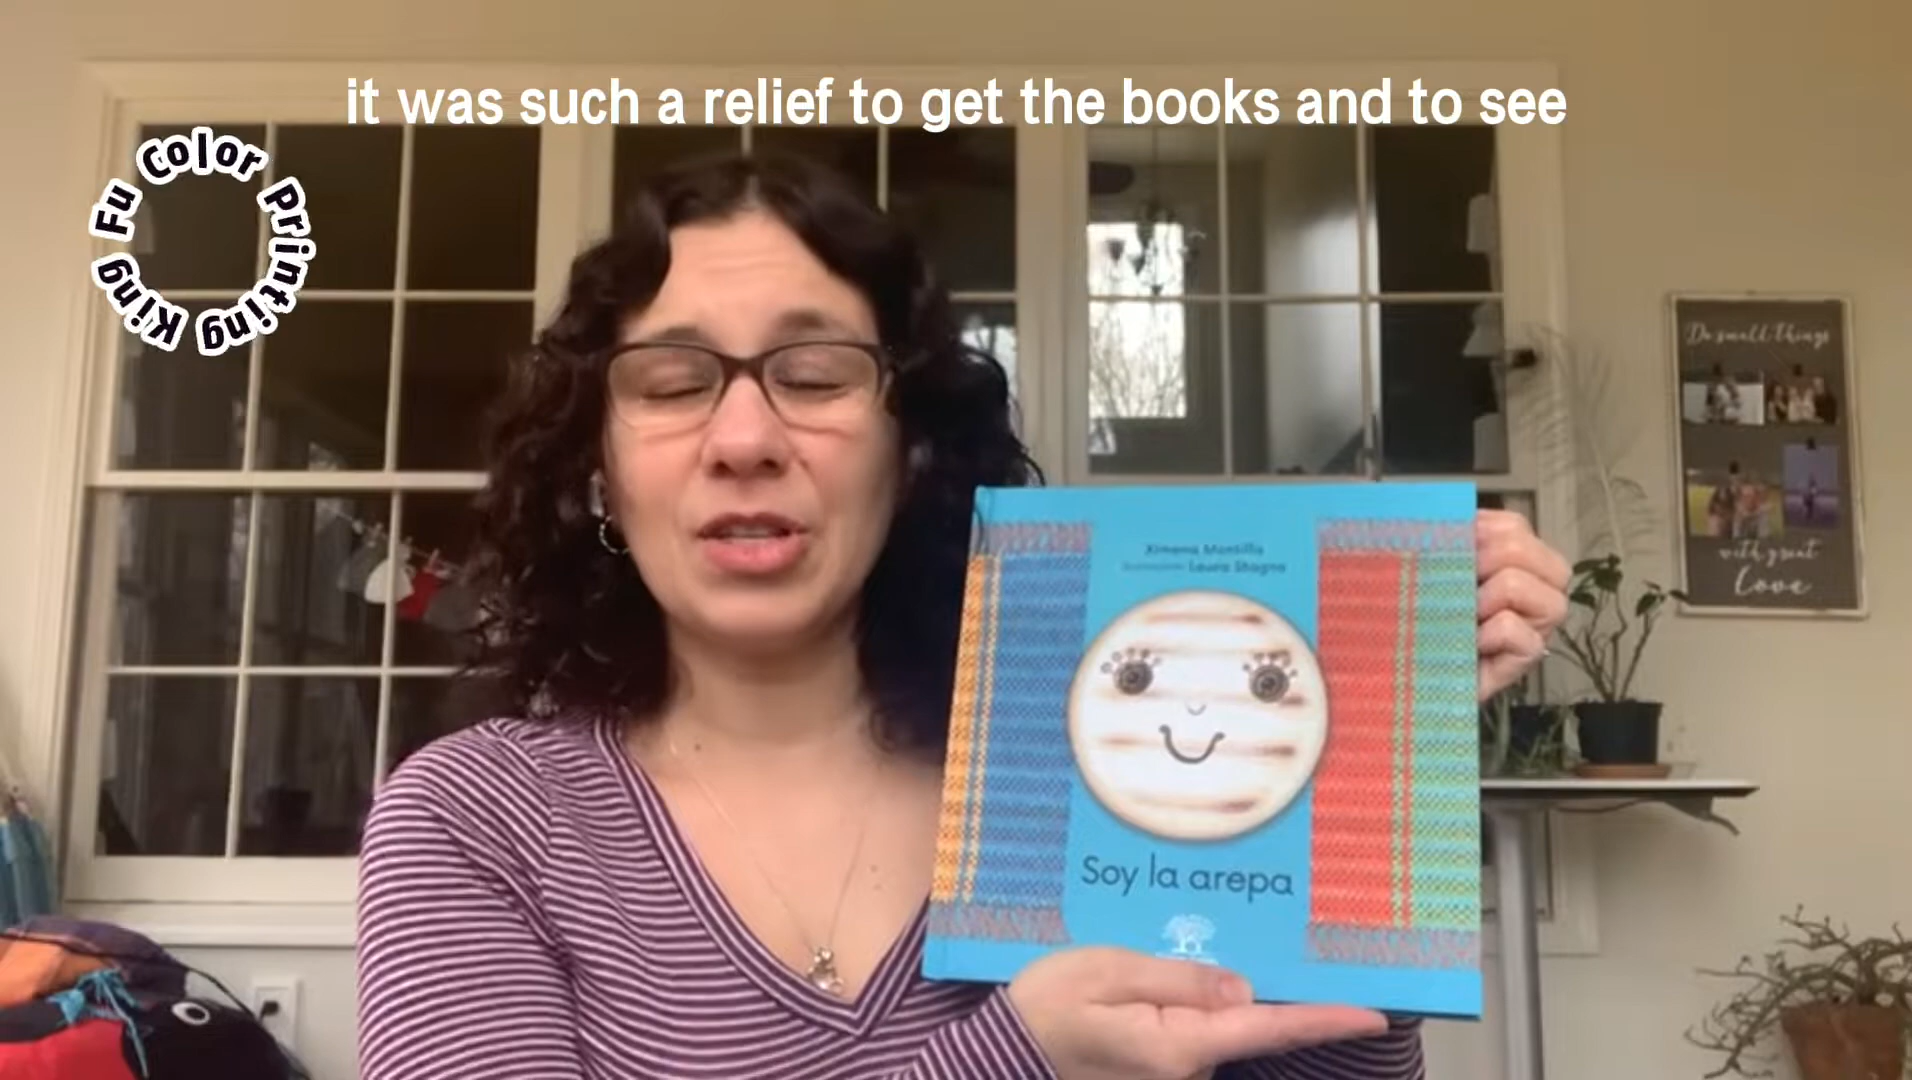 it was such a relief to get the books and to see
Fu Color Printing King
Do small things
with great
Love
Ximena Montilla
Laura Stagno
Soy la arepa